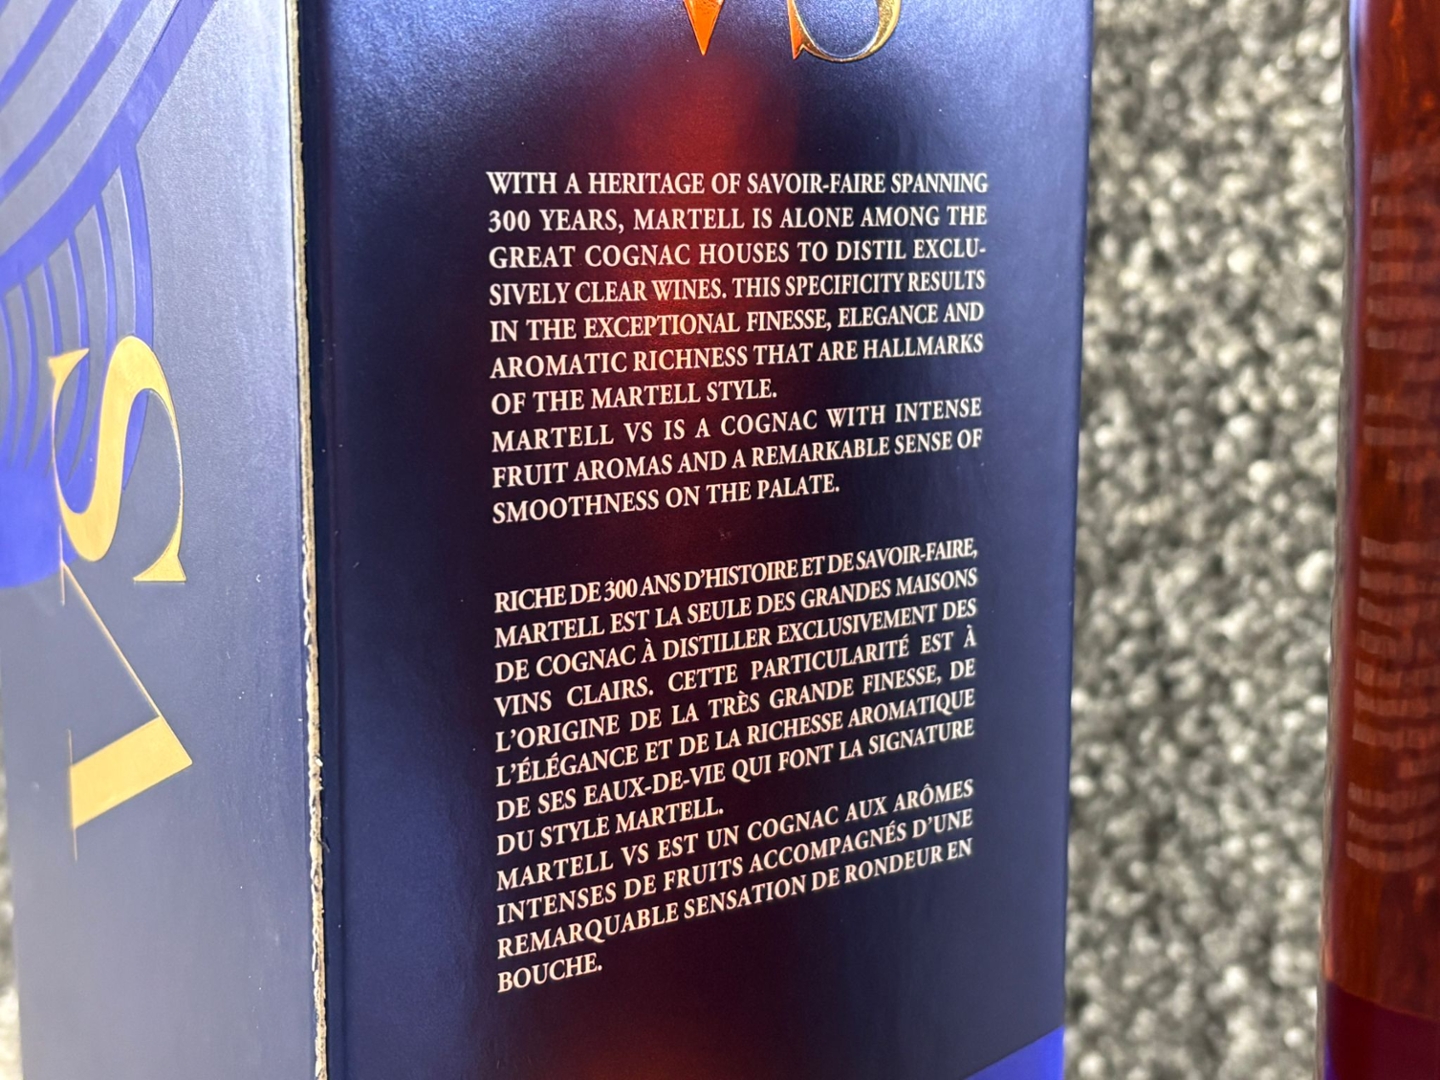 VS
VS
WITH A HERITAGE OF SAVOIR-FAIRE SPANNING
300 YEARS, MARTELL IS ALONE AMONG THE
GREAT COGNAC HOUSES TO DISTIL EXCLU-
SIVELY CLEAR WINES. THIS SPECIFICITY RESULTS
IN THE EXCEPTIONAL FINESSE, ELEGANCE AND
AROMATIC RICHNESS THAT ARE HALLMARKS
OF THE MARTELL STYLE.
MARTELL VS IS A COGNAC WITH INTENSE
FRUIT AROMAS AND A REMARKABLE SENSE OF
SMOOTHNESS ON THE PALATE.
RICHE DE 300 ANS D'HISTOIRE ET DE SAVOIR-FAIRE,
MARTELL EST LA SEULE DES GRANDES MAISONS
DE COGNAC À DISTILLER EXCLUSIVEMENT DES
VINS CLAIRS. CETTE PARTICULARITÉ EST À
L'ORIGINE DE LA TRÈS GRANDE FINESSE, DE
L'ÉLÉGANCE ET DE LA RICHESSE AROMATIQUE
DE SES EAUX-DE-VIE QUI FONT LA SIGNATURE
DU STYLE MARTELL.
MARTELL VS EST UN COGNAC AUX ARÔMES
INTENSES DE FRUITS ACCOMPAGNÉS D'UNE
REMARQUABLE SENSATION DE RONDEUR EN
BOUCHE.